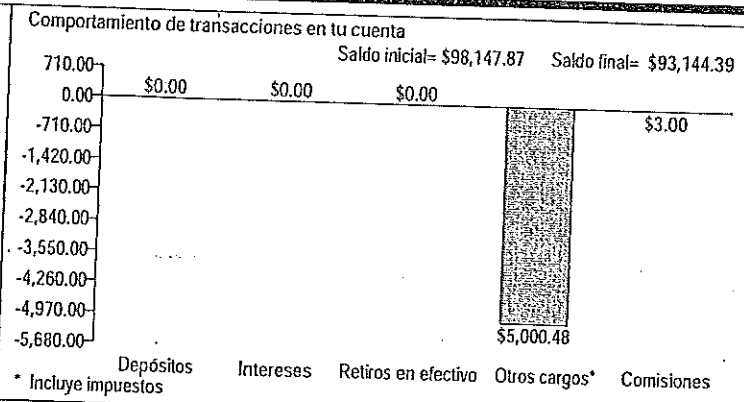 Comportamiento de transacciones en tu cuenta
Saldo inicial= $98,147.87 Saldo final= $93,144.39
710.00
0.00
-710.00
-1,420.00
-2,130.00
-2,840.00
-3,550.00
-4,260.00
-4,970.00
-5,680.00
$0.00 $0.00 $0.00 $5,000.48 $3.00
Depósitos Intereses Retiros en efectivo Otros cargos* Comisiones
* Incluye impuestos